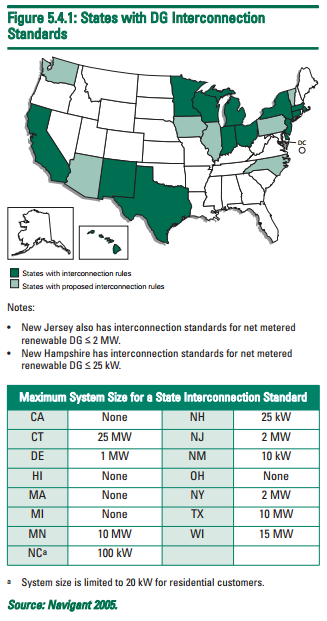 Figure 5.4.1: States with DG Interconnection
Standards
DC
States with interconnection rules
States with proposed interconnection rules
Notes:
• New Jersey also has interconnection standards for net metered
renewable DG ≤ 2 MW.
• New Hampshire has interconnection standards for net metered
renewable DG ≤ 25 kW.
Maximum System Size for a State Interconnection Standard
CA None NH 25 kW
CT 25 MW NJ 2 MW
DE 1 MW NM 10 kW
HI None OH None
MA None NY 2 MW
MI None TX 10 MW
MN 10 MW WI 15 MW
NCa 100 kW
a System size is limited to 20 kW for residential customers.
Source: Navigant 2005.